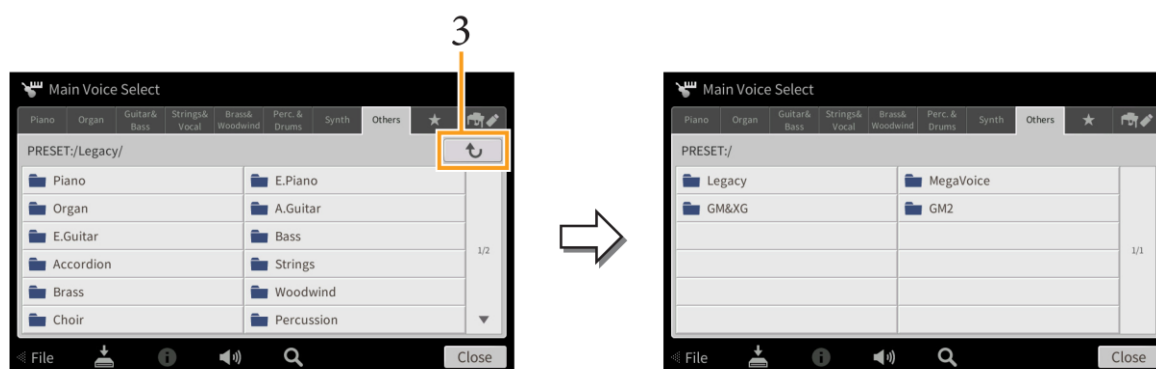 3
Main Voice Select
Piano Organ Guitar& Bass Strings& Vocal Brass& Woodwind Perc. & Drums Synth Others
PRESET:/Legacy/
Piano E.Piano
Organ A.Guitar
E.Guitar Bass
Accordion Strings
1/2
Brass Woodwind
Choir Percussion
File Close
Main Voice Select
Piano Organ Guitar& Bass Strings& Vocal Brass& Woodwind Perc. & Drums Synth Others
PRESET:/
Legacy MegaVoice
GM&XG GM2
1/1
File Close